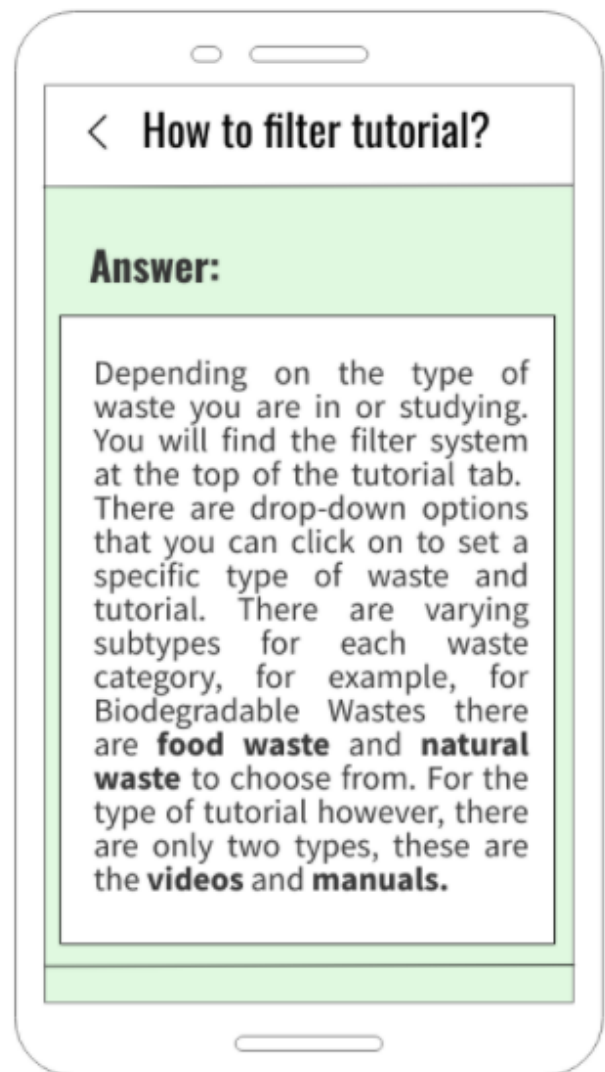 How to filter tutorial?
Answer:
Depending on the type of
waste you are in or studying.
You will find the filter system
at the top of the tutorial tab.
There are drop-down options
that you can click on to set a
specific type of waste and
tutorial. There are varying
subtypes for each waste
category, for example, for
Biodegradable Wastes there
are food waste and natural
waste to choose from. For the
type of tutorial however, there
are only two types, these are
the videos and manuals.